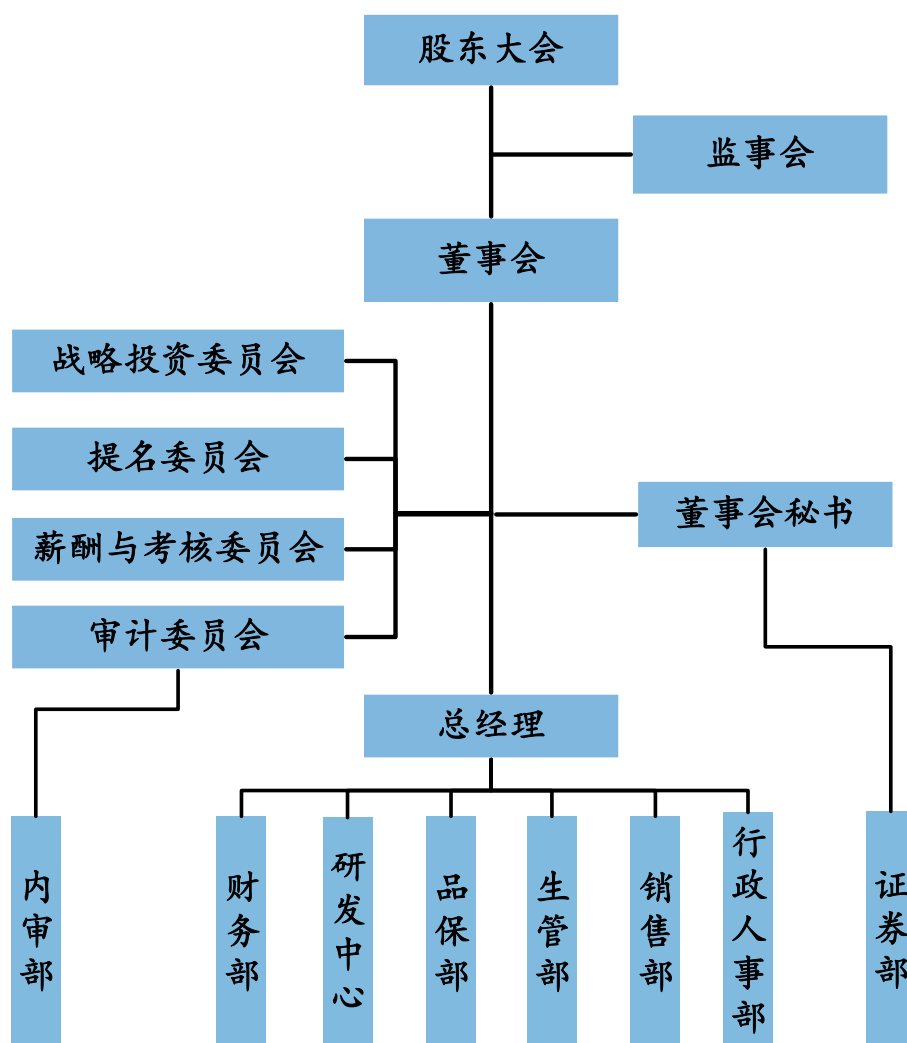 股东大会
监事会
董事会
战略投资委员会
提名委员会
董事会秘书
薪酬与考核委员会
审计委员会
总经理
内审部
财务部
研发中心
品保部
生管部
销售部
行政人事部
证券部